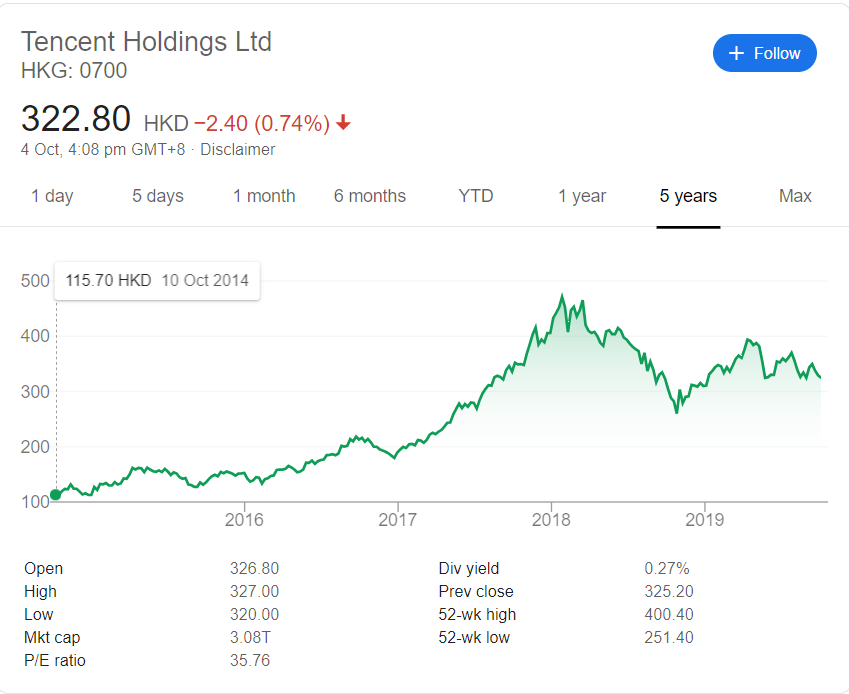 Tencent Holdings Ltd
HKG: 0700
+ Follow
322.80 HKD −2.40 (0.74%)
4 Oct, 4:08 pm GMT+8 · Disclaimer
1 day 5 days 1 month 6 months YTD 1 year 5 years Max
115.70 HKD 10 Oct 2014
500
400
300
200
100
2016 2017 2018 2019
Open 326.80 Div yield 0.27%
High 327.00 Prev close 325.20
Low 320.00 52-wk high 400.40
Mkt cap 3.08T 52-wk low 251.40
P/E ratio 35.76